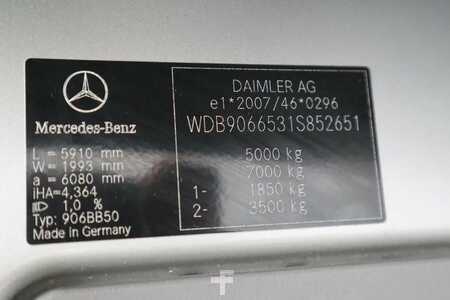 Mercedes-Benz
L = 5910 mm
W = 1993 mm
a = 6080 mm
iHA=4,364
1,0 %
Typ: 906BB50
Made in Germany
DAIMLER AG
e1*2007/46*0296
WDB9066531S852651
5000 kg
7000 kg
1- 1850 kg
2- 3500 kg